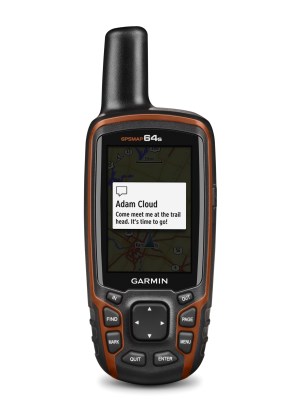 GPSMAP 64s
Adam Cloud
Come meet me at the trail
head. It's time to go!
GARMIN
IN
OUT
FIND
PAGE
MARK
MENU
QUIT
ENTER